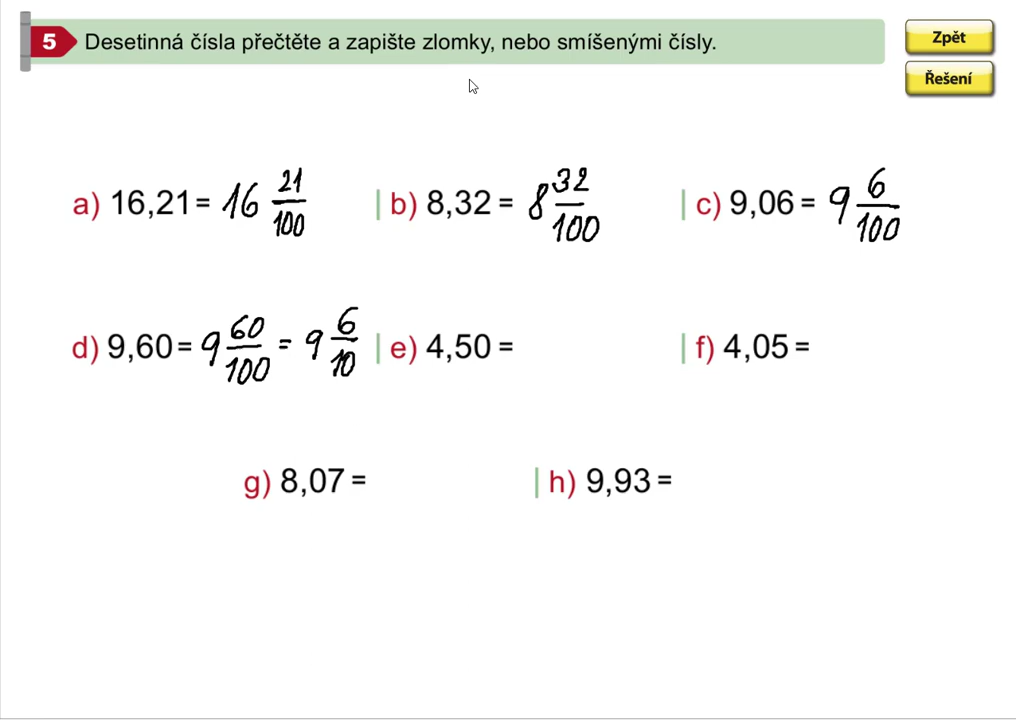 5 Desetinná čísla přečtěte a zapište zlomky, nebo smíšenými čísly.
Zpět
Řešení
a) 16,21 = 16 21/100 | b) 8,32 = 8 32/100 | c) 9,06 = 9 6/100
d) 9,60 = 9 60/100 = 9 6/10 | e) 4,50 = | f) 4,05 =
g) 8,07 = | h) 9,93 =